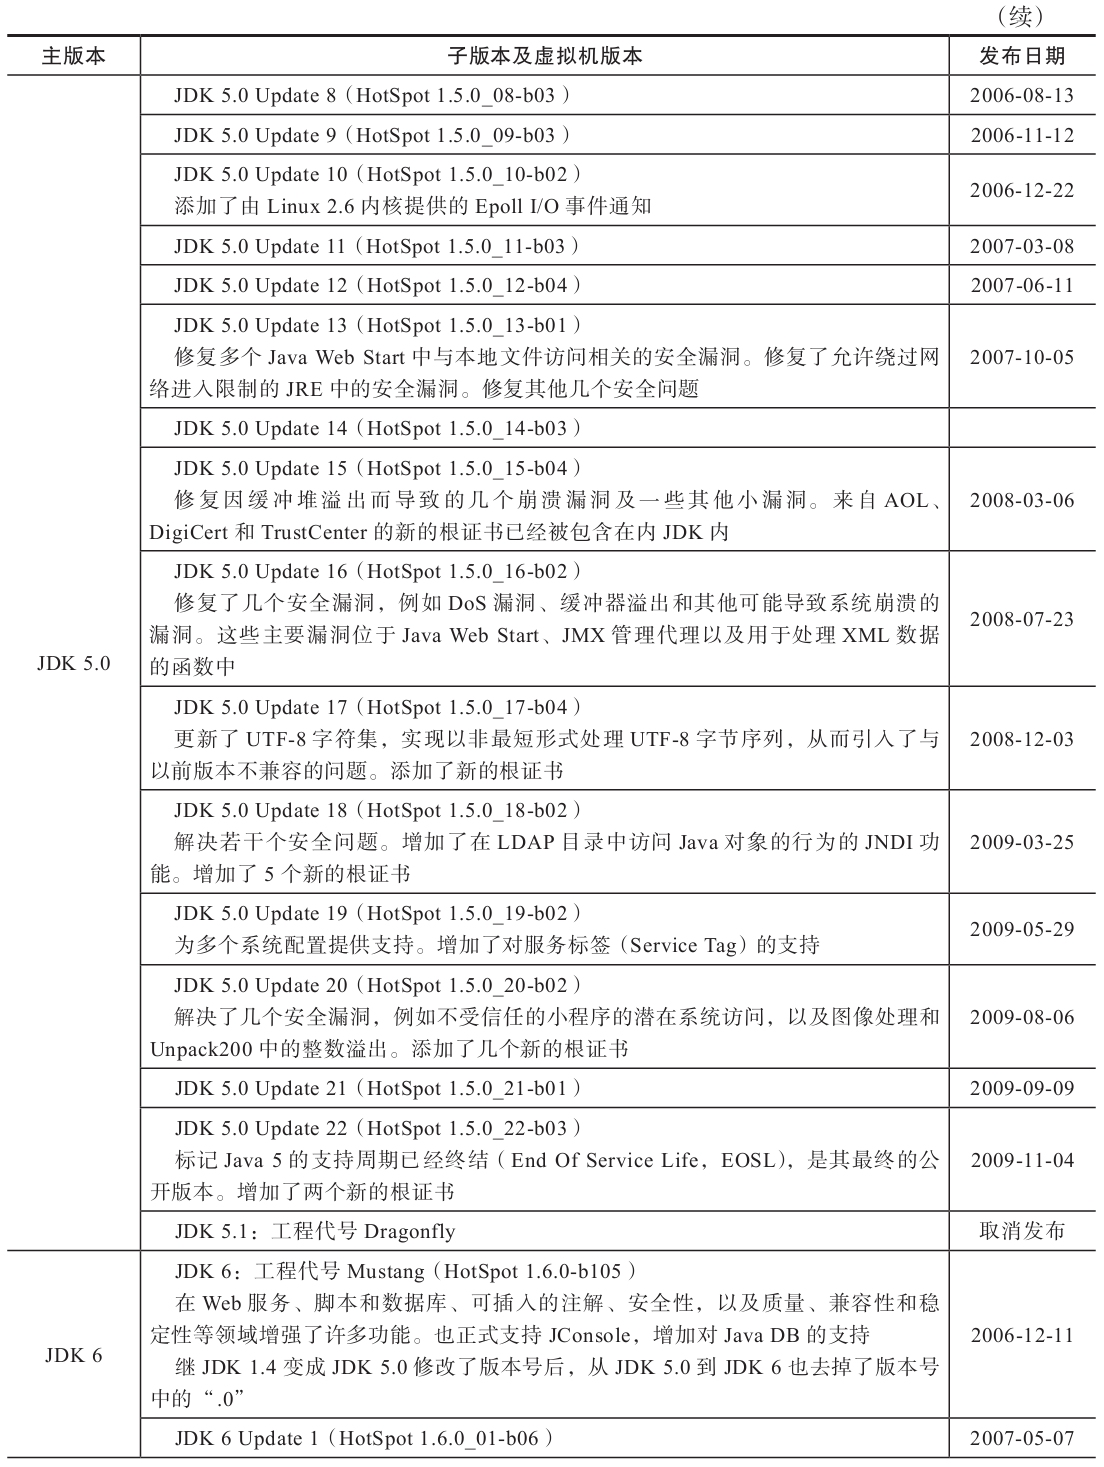 （续）
主版本 子版本及虚拟机版本 发布日期
JDK 5.0 Update 8（HotSpot 1.5.0_08-b03） 2006-08-13
JDK 5.0 Update 9（HotSpot 1.5.0_09-b03） 2006-11-12
JDK 5.0 Update 10（HotSpot 1.5.0_10-b02）
添加了由 Linux 2.6 内核提供的 Epoll I/O 事件通知
2006-12-22
JDK 5.0 Update 11（HotSpot 1.5.0_11-b03） 2007-03-08
JDK 5.0 Update 12（HotSpot 1.5.0_12-b04） 2007-06-11
JDK 5.0 Update 13（HotSpot 1.5.0_13-b01）
修复多个 Java Web Start 中与本地文件访问相关的安全漏洞。修复了允许绕过网
络进入限制的 JRE 中的安全漏洞。修复其他几个安全问题
2007-10-05
JDK 5.0 Update 14（HotSpot 1.5.0_14-b03）
JDK 5.0 Update 15（HotSpot 1.5.0_15-b04）
修复因缓冲堆溢出而导致的几个崩溃漏洞及一些其他小漏洞。来自 AOL、
DigiCert 和 TrustCenter 的新的根证书已经被包含在内 JDK 内
2008-03-06
JDK 5.0 Update 16（HotSpot 1.5.0_16-b02）
修复了几个安全漏洞，例如 DoS 漏洞、缓冲器溢出和其他可能导致系统崩溃的
漏洞。这些主要漏洞位于 Java Web Start、JMX 管理代理以及用于处理 XML 数据
的函数中
2008-07-23
JDK 5.0
JDK 5.0 Update 17（HotSpot 1.5.0_17-b04）
更新了 UTF-8 字符集，实现以非最短形式处理 UTF-8 字节序列，从而引入了与
以前版本不兼容的问题。添加了新的根证书
2008-12-03
JDK 5.0 Update 18（HotSpot 1.5.0_18-b02）
解决若干个安全问题。增加了在 LDAP 目录中访问 Java 对象的行为的 JNDI 功
能。增加了 5 个新的根证书
2009-03-25
JDK 5.0 Update 19（HotSpot 1.5.0_19-b02）
为多个系统配置提供支持。增加了对服务标签（Service Tag）的支持
2009-05-29
JDK 5.0 Update 20（HotSpot 1.5.0_20-b02）
解决了几个安全漏洞，例如不受信任的小程序的潜在系统访问，以及图像处理和
Unpack200 中的整数溢出。添加了几个新的根证书
2009-08-06
JDK 5.0 Update 21（HotSpot 1.5.0_21-b01） 2009-09-09
JDK 5.0 Update 22（HotSpot 1.5.0_22-b03）
标记 Java 5 的支持周期已经终结（End Of Service Life，EOSL），是其最终的公
开版本。增加了两个新的根证书
2009-11-04
JDK 5.1：工程代号 Dragonfly 取消发布
JDK 6：工程代号 Mustang（HotSpot 1.6.0-b105）
在 Web 服务、脚本和数据库、可插入的注解、安全性，以及质量、兼容性和稳
定性等领域增强了许多功能。也正式支持 JConsole，增加对 Java DB 的支持
继 JDK 1.4 变成 JDK 5.0 修改了版本号后，从 JDK 5.0 到 JDK 6 也去掉了版本号
中的“.0”
2006-12-11
JDK 6
JDK 6 Update 1（HotSpot 1.6.0_01-b06） 2007-05-07